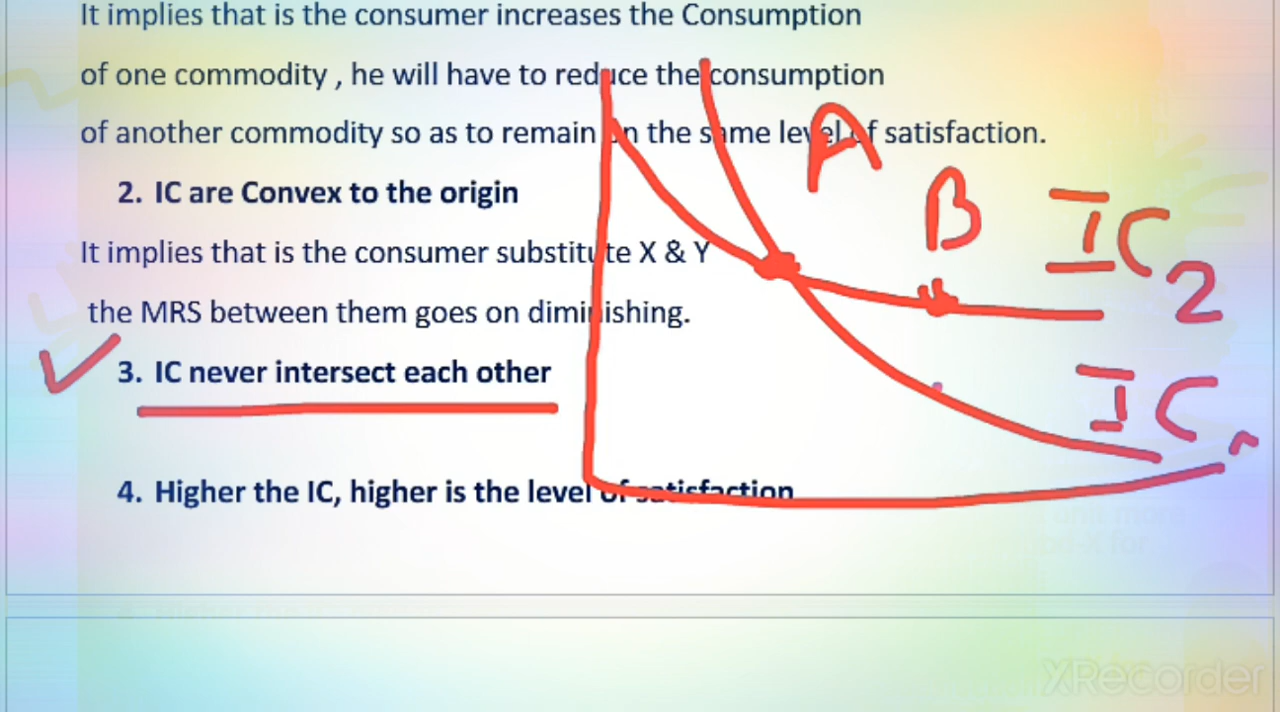 It implies that is the consumer increases the Consumption
of one commodity , he will have to reduce the consumption
of another commodity so as to remain on the same level of satisfaction.
2. IC are Convex to the origin
It implies that is the consumer substitute X & Y
the MRS between them goes on diminishing.
3. IC never intersect each other
4. Higher the IC, higher is the level of satisfaction
A
B
IC2
IC
XRecorder